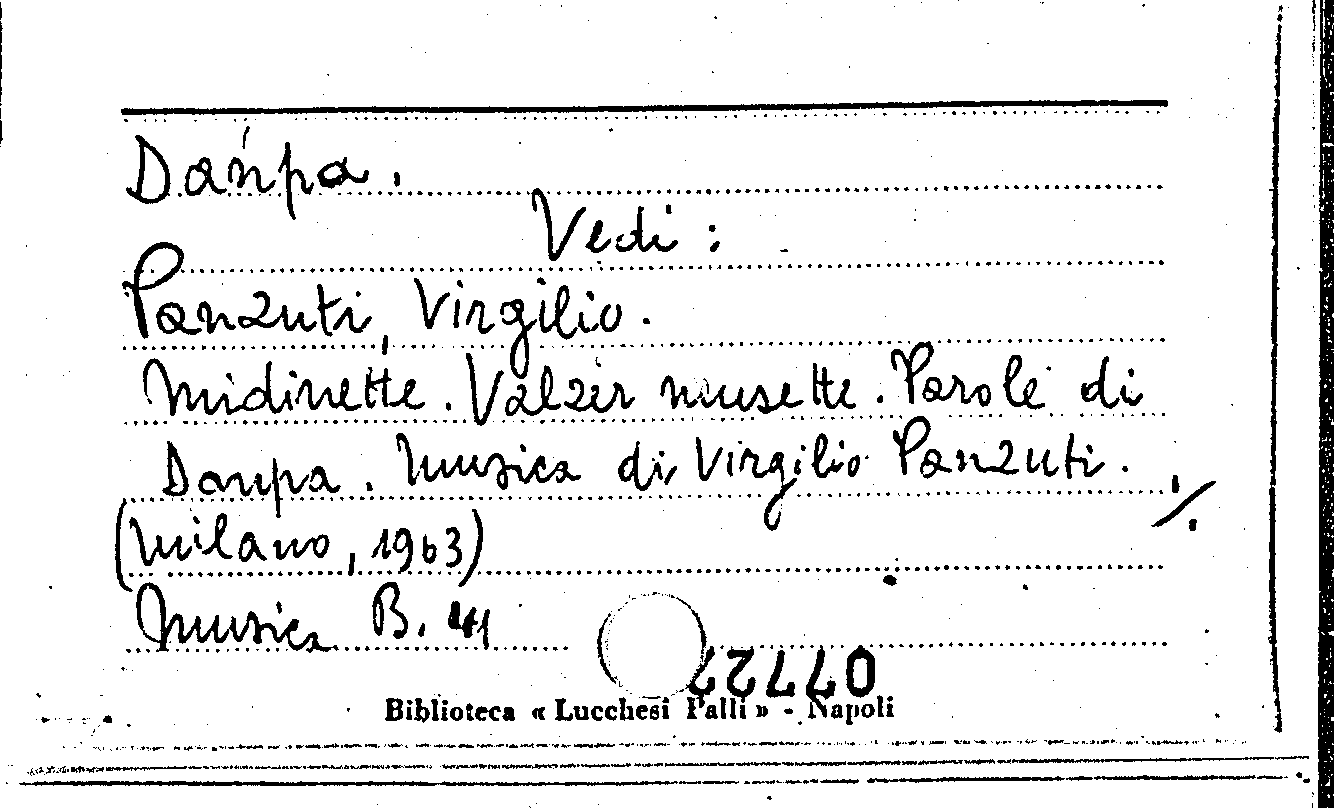 Danpa.
Vedi:
Panzuti, Virgilio.
Midinette. Valzer musette. Parole di
Danpa. Musica di Virgilio Panzuti. ./.
(Milano, 1963)
Musica B. 41
07722
Biblioteca « Lucchesi Palli » - Napoli